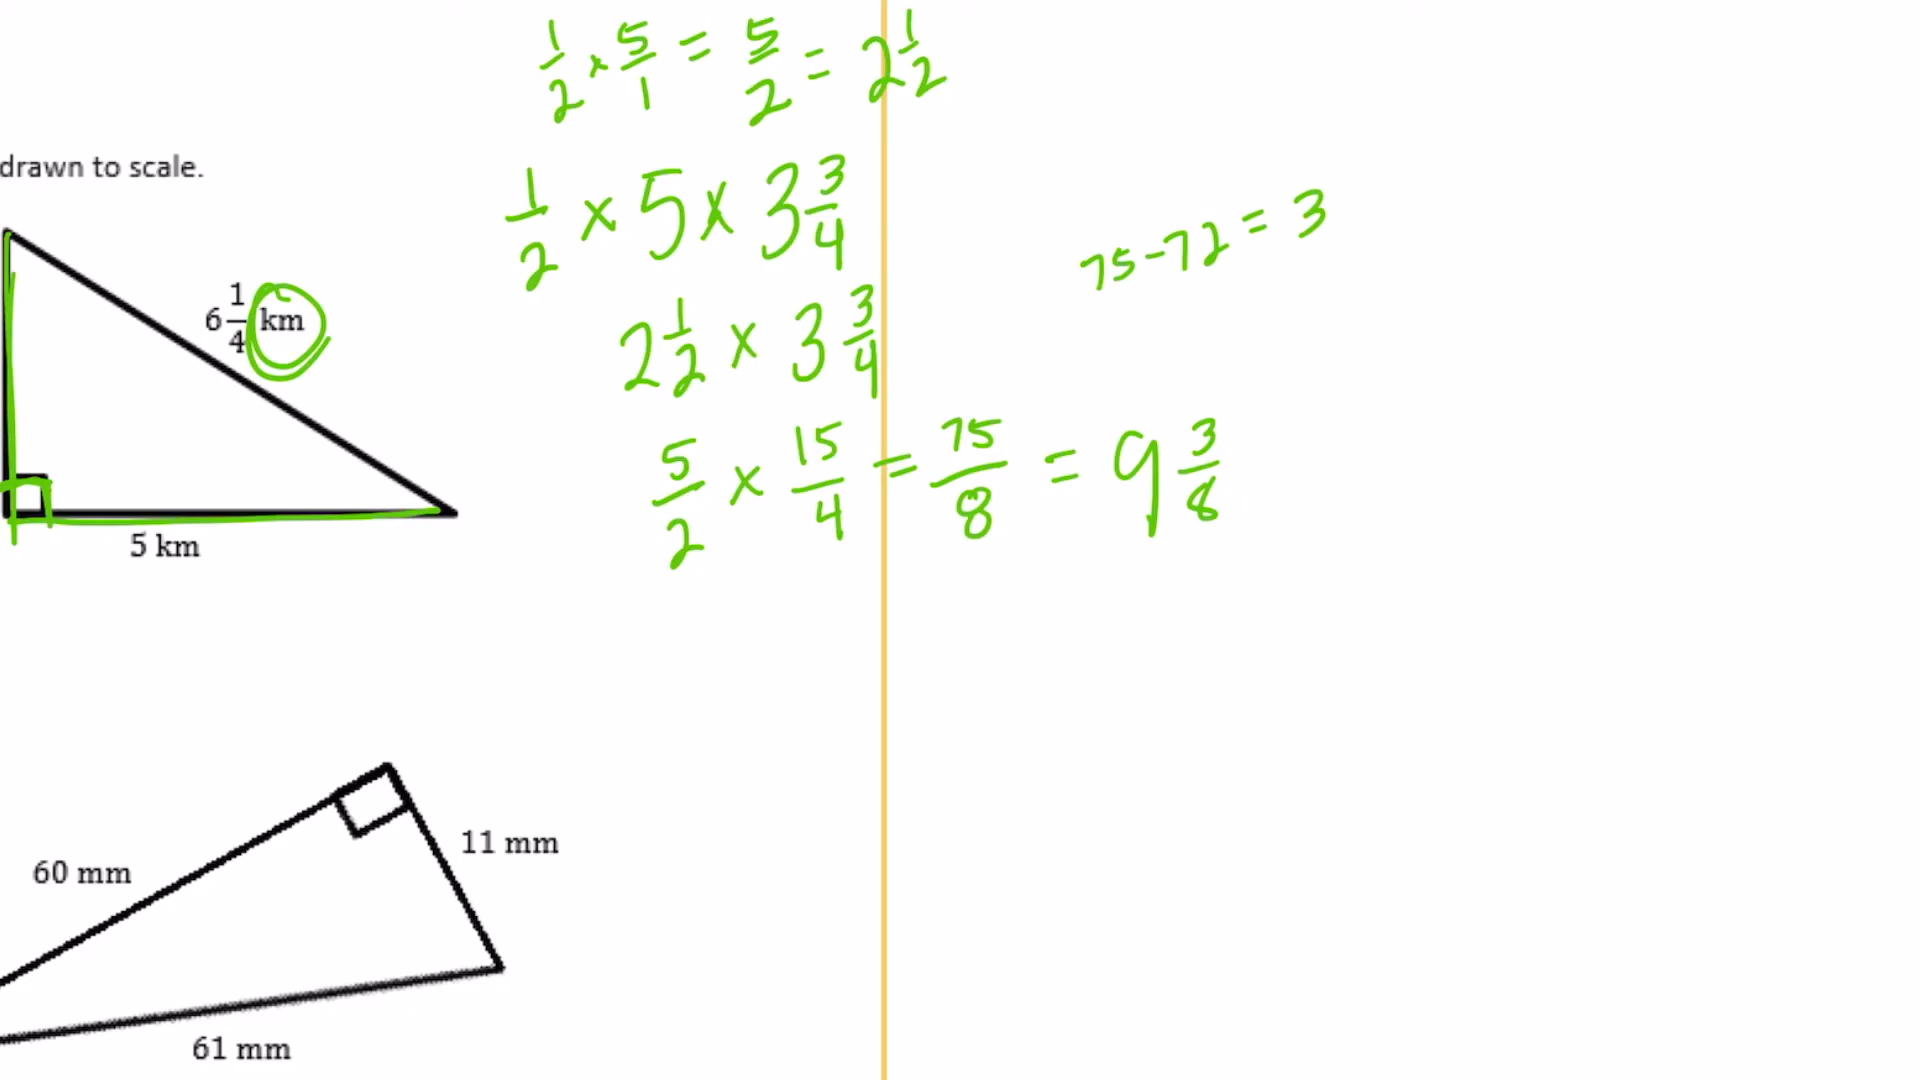 1/2 × 5/1 = 5/2 = 2 1/2
drawn to scale.
1/2 × 5 × 3 3/4
75-72 = 3
6 1/4 km
2 1/2 × 3 3/4
5/2 × 15/4 = 75/8 = 9 3/8
5 km
11 mm
60 mm
61 mm